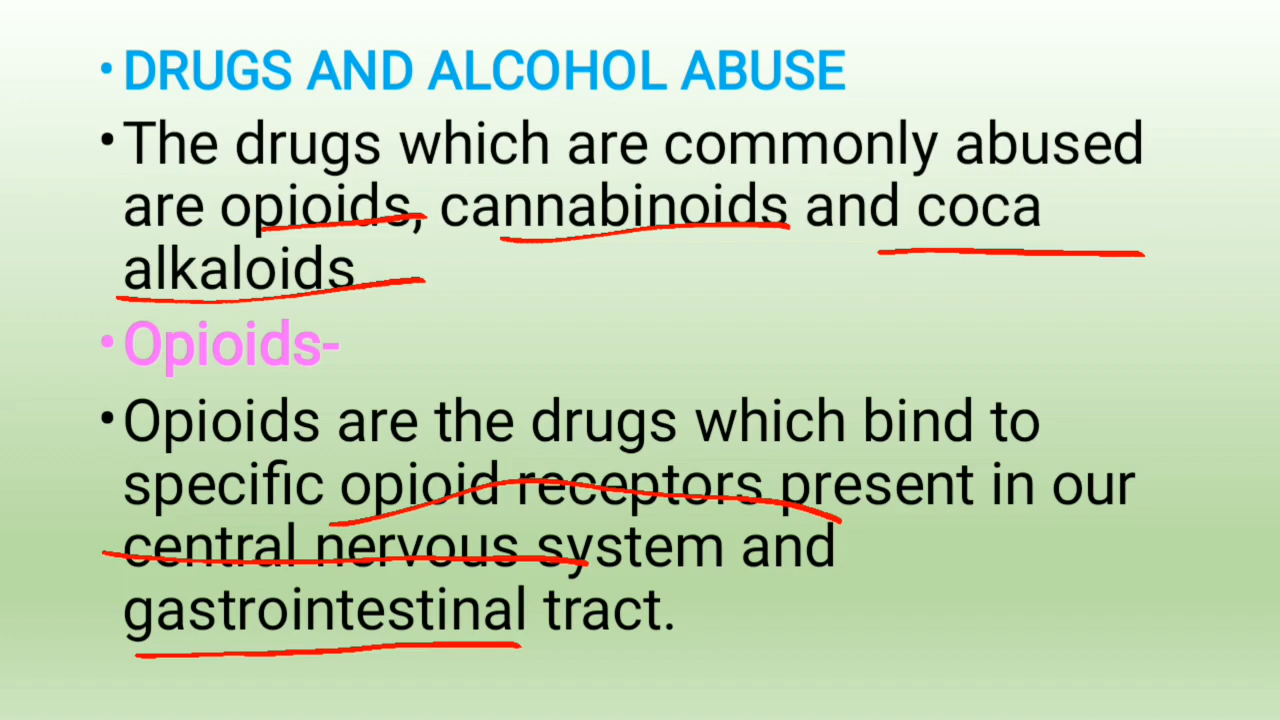 • DRUGS AND ALCOHOL ABUSE
• The drugs which are commonly abused
are opioids, cannabinoids and coca
alkaloids
• Opioids-
• Opioids are the drugs which bind to
specific opioid receptors present in our
central nervous system and
gastrointestinal tract.